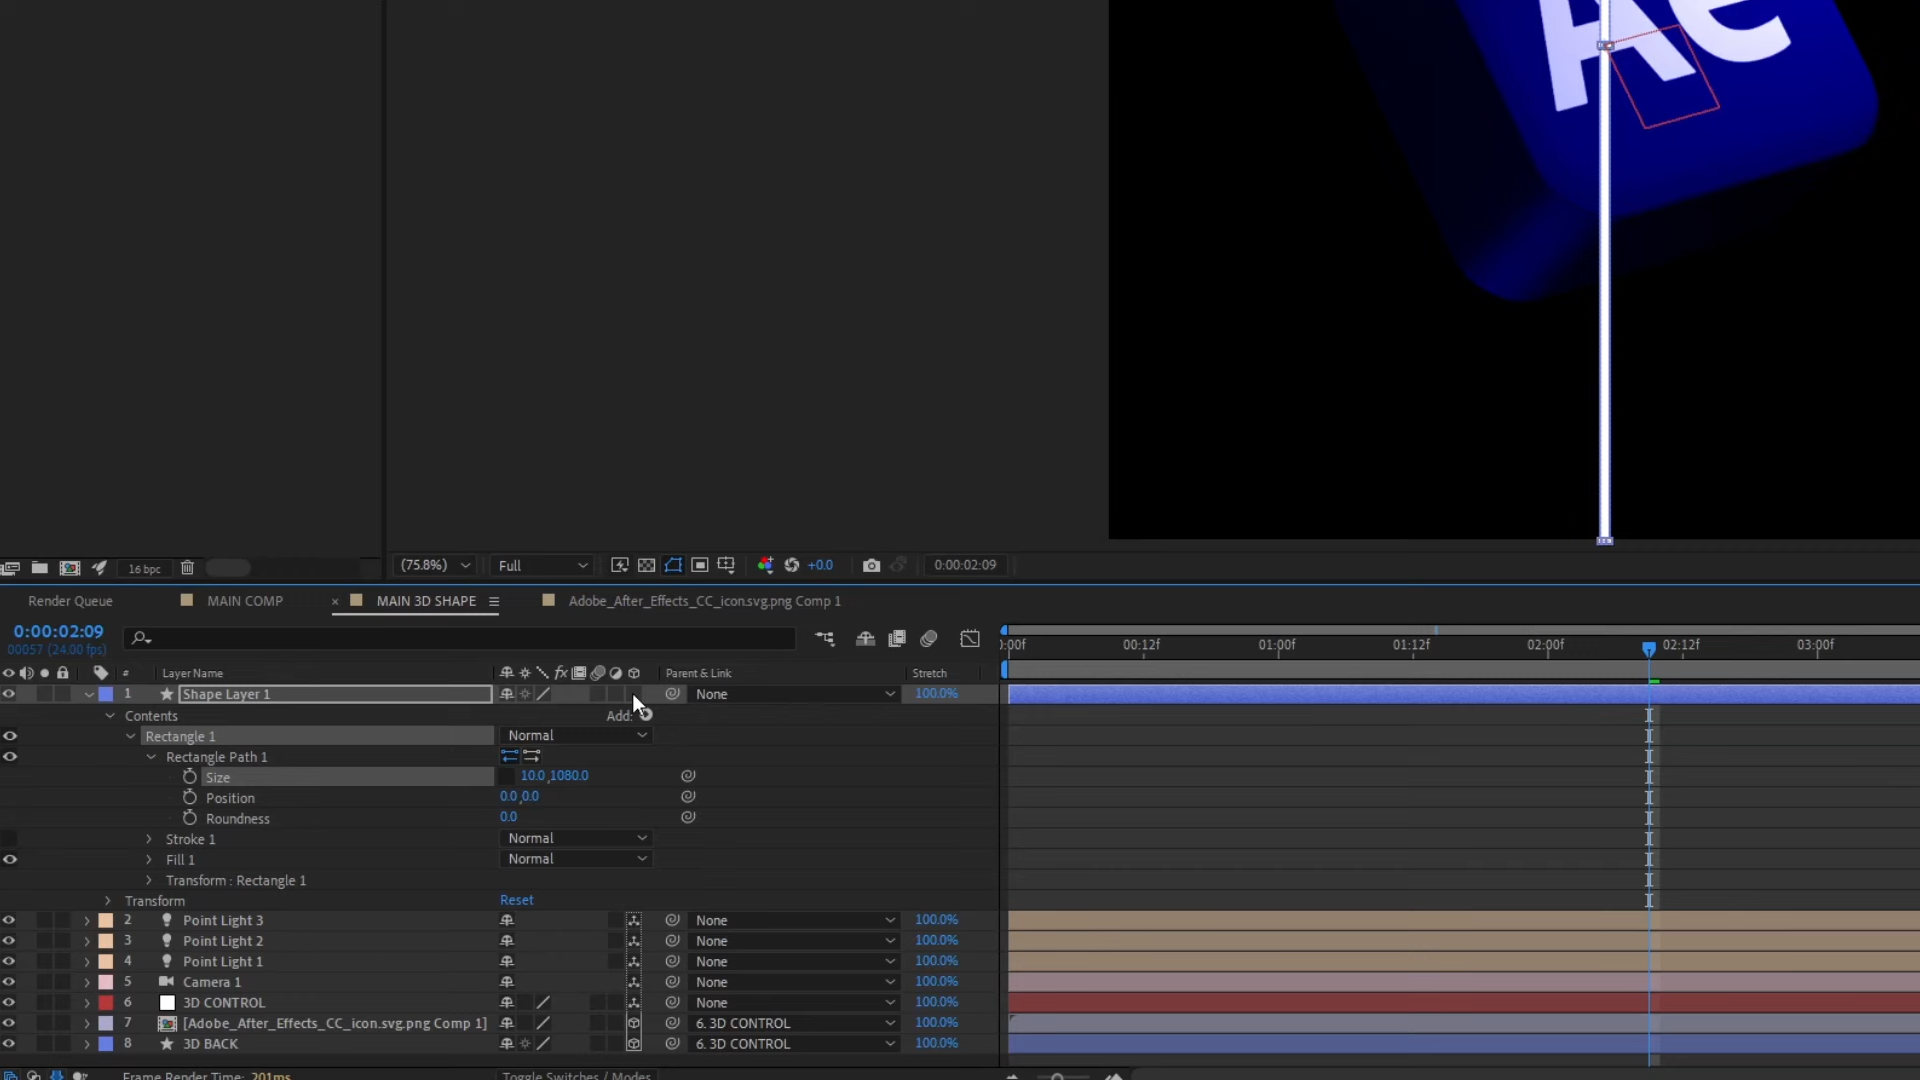 Ae
16 bpc
(75.8%)
Full
+0.0
0:00:02:09
Render Queue
MAIN COMP
× MAIN 3D SHAPE
Adobe_After_Effects_CC_icon.svg.png Comp 1
0:00:02:09
00057 (24.00 fps)
:00f 00:12f 01:00f 01:12f 02:00f 02:12f 03:00f
# Layer Name fx Parent & Link Stretch
1 Shape Layer 1 None 100.0%
Contents Add:
Rectangle 1 Normal
Rectangle Path 1
Size 10.0,1080.0
Position 0.0,0.0
Roundness 0.0
Stroke 1 Normal
Fill 1 Normal
Transform : Rectangle 1
Transform Reset
2 Point Light 3 None 100.0%
3 Point Light 2 None 100.0%
4 Point Light 1 None 100.0%
5 Camera 1 None 100.0%
6 3D CONTROL None 100.0%
7 [Adobe_After_Effects_CC_icon.svg.png Comp 1] 6. 3D CONTROL 100.0%
8 3D BACK 6. 3D CONTROL 100.0%
Frame Render Time: 201ms Toggle Switches / Modes